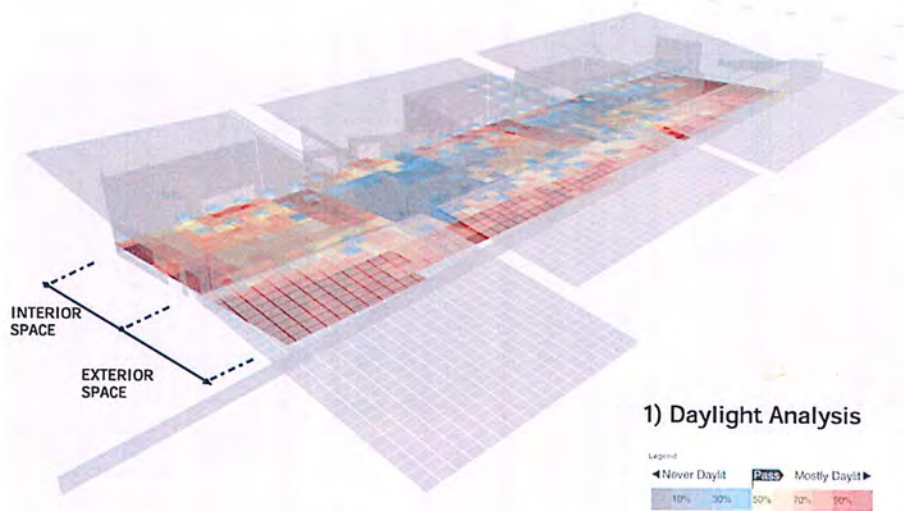 INTERIOR
SPACE
EXTERIOR
SPACE
1) Daylight Analysis
Legend
◀Never Daylit Pass Mostly Daylit▶
10% 30% 50% 70% 90%